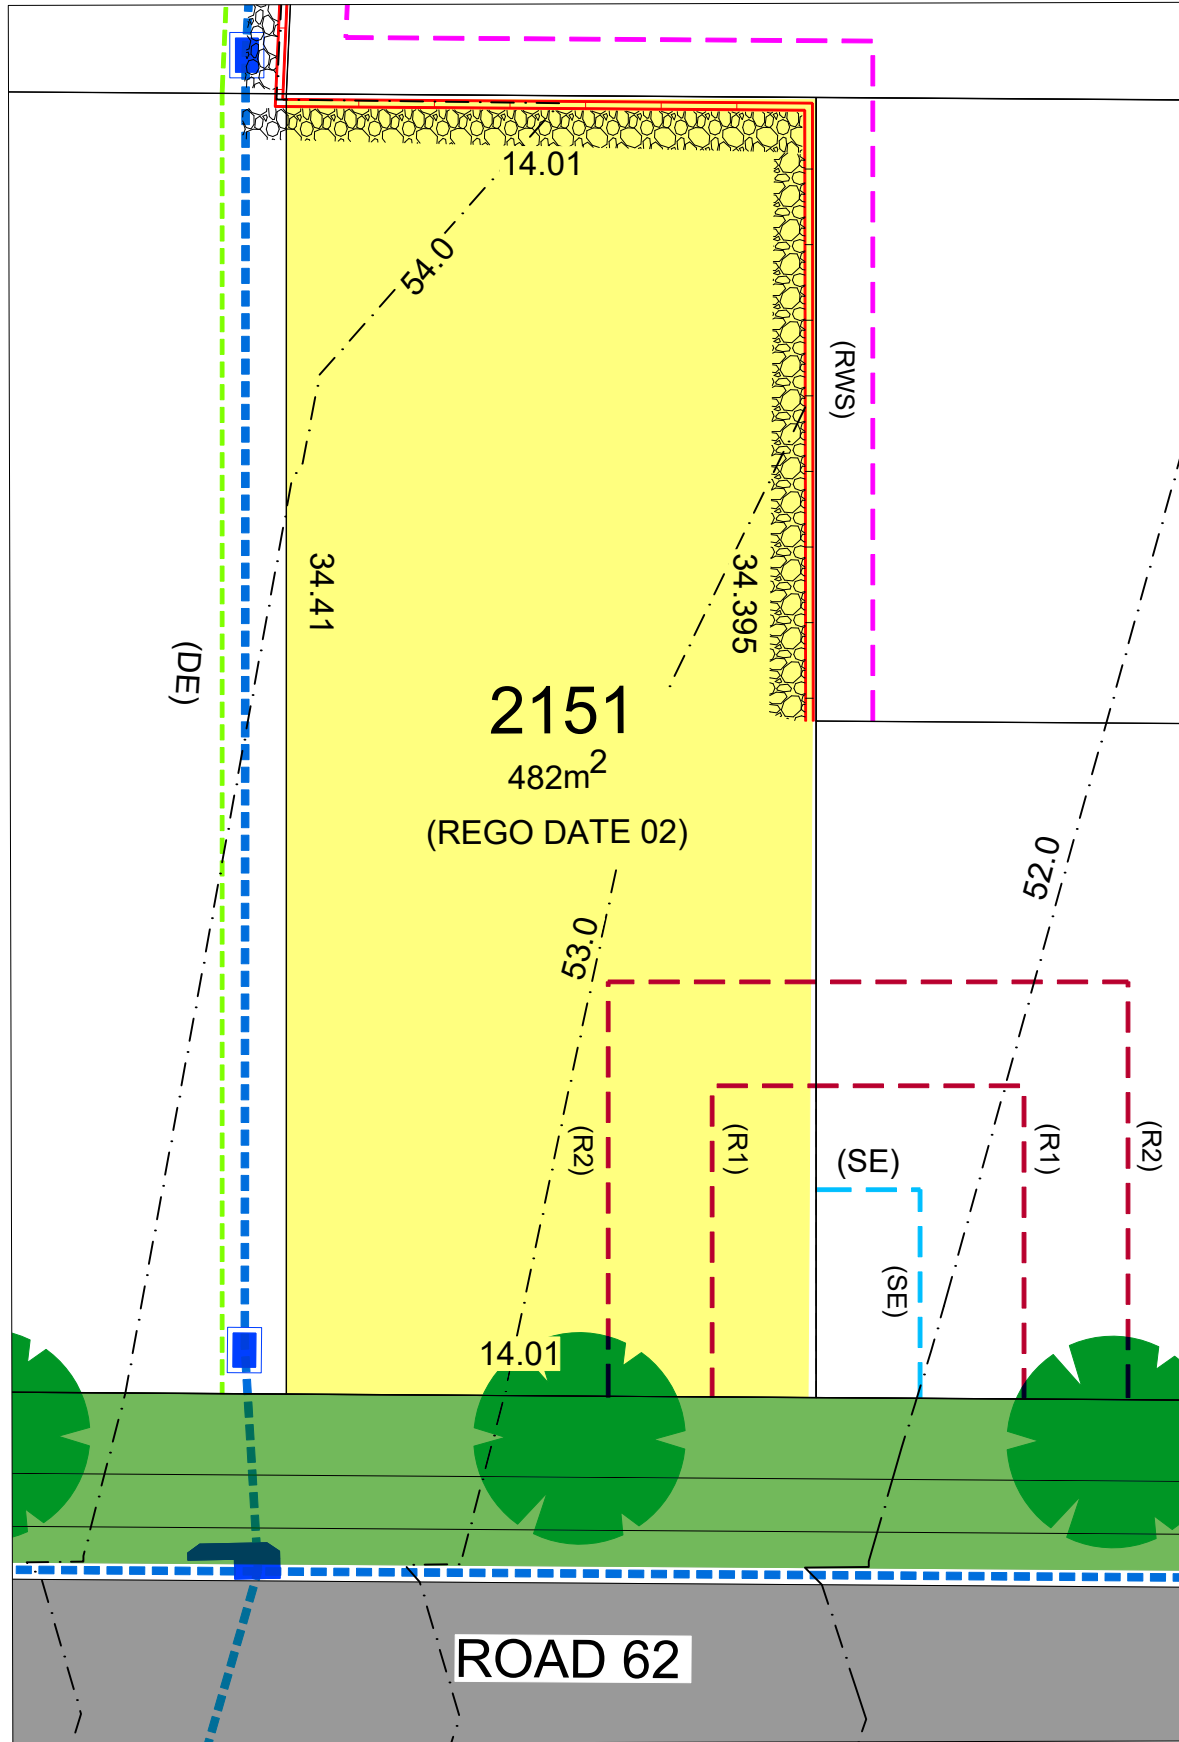 14.01
54.0
(RWS)
34.41
34.395
(DE)
2151
482m²
(REGO DATE 02)
52.0
53.0
(R2)
(R1)
(SE)
(R1)
(R2)
(SE)
14.01
ROAD 62